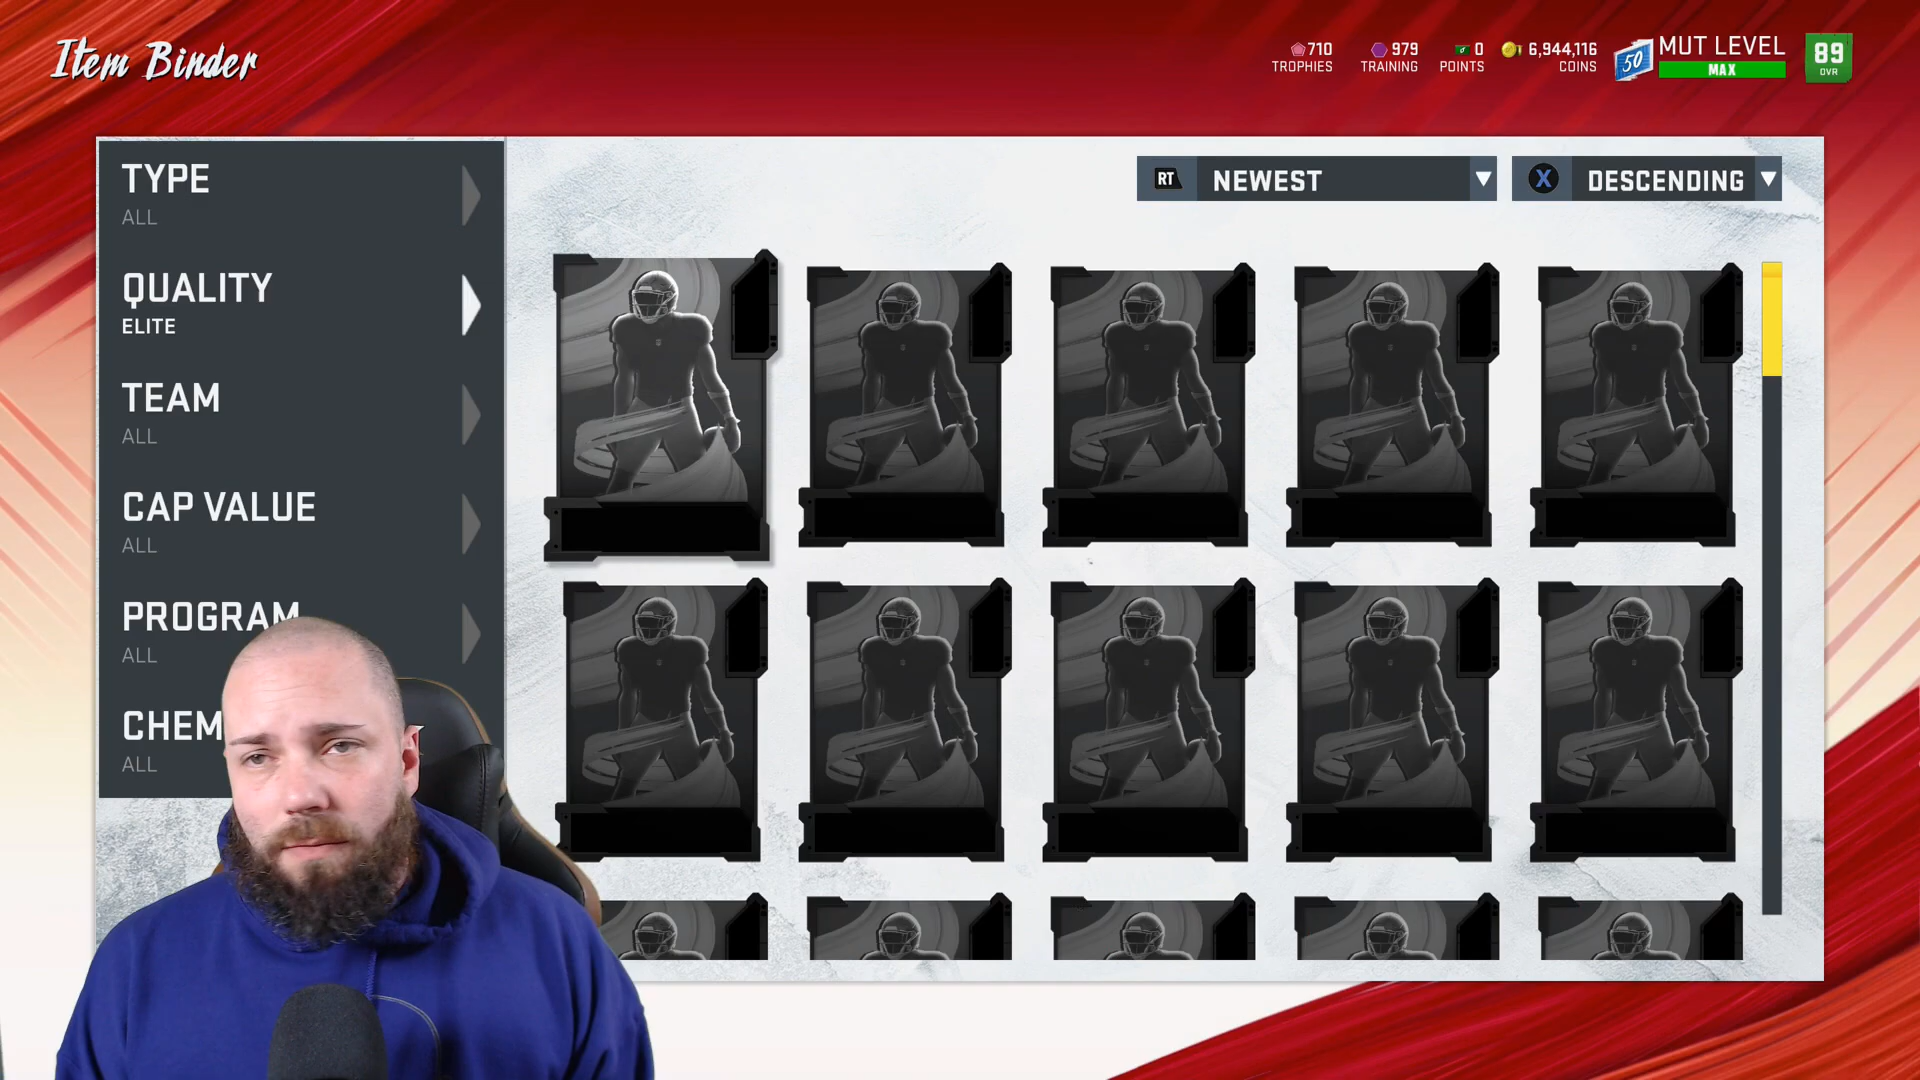 Item Binder
710
TROPHIES
979
TRAINING
0
POINTS
6,944,116
COINS
50
MUT LEVEL
MAX
89
OVR
TYPE
ALL
QUALITY
ELITE
TEAM
ALL
CAP VALUE
ALL
PROGRAM
ALL
CHEM
ALL
RT
NEWEST
X
DESCENDING